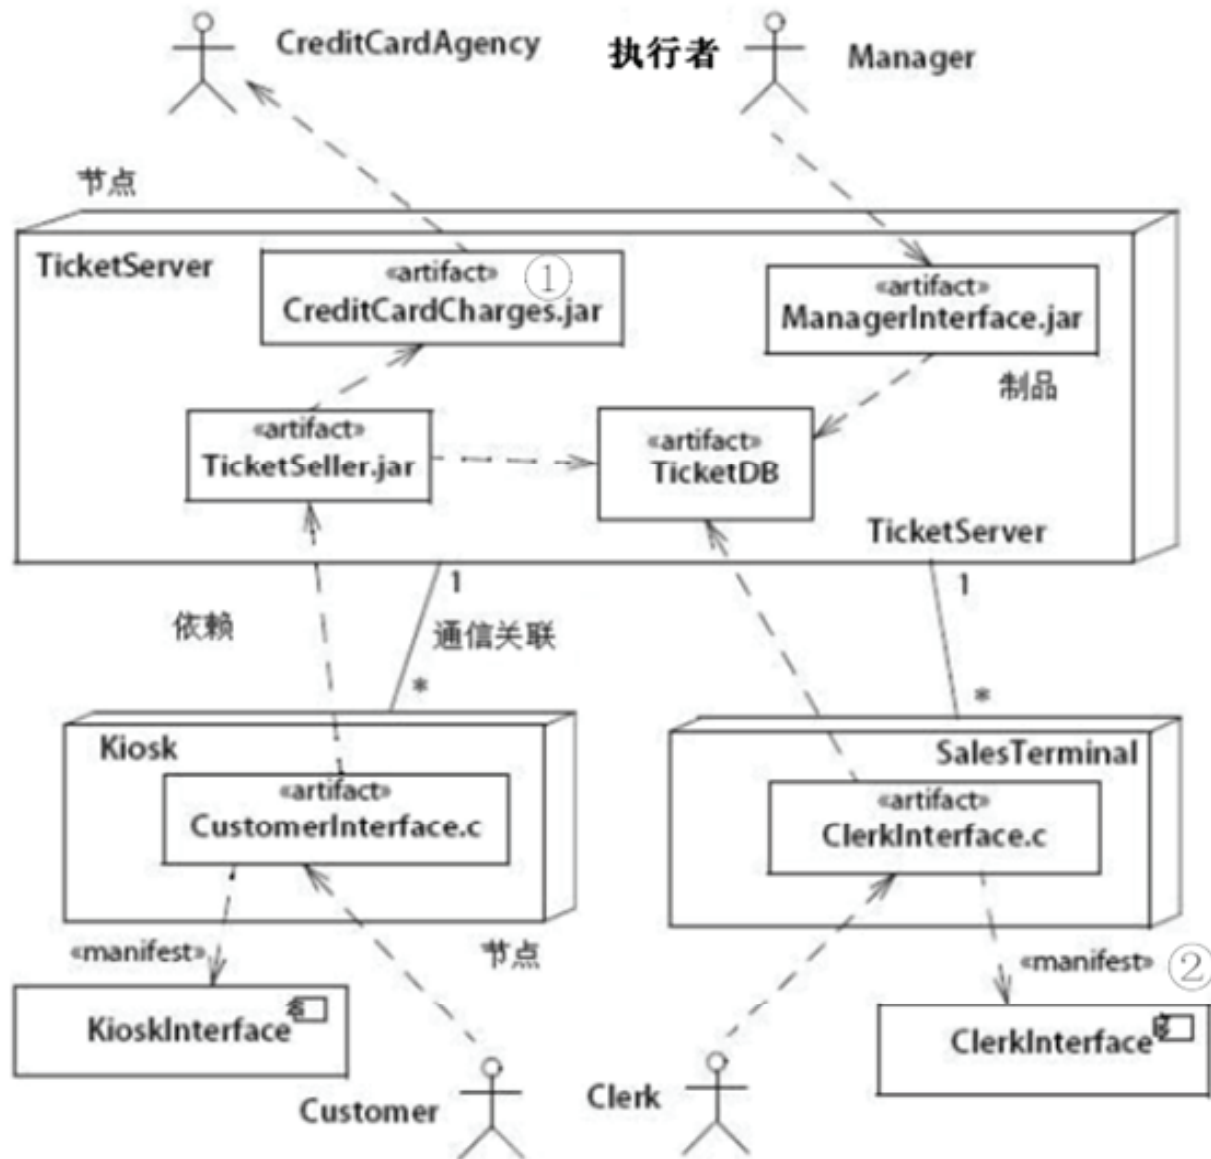 CreditCardAgency
执行者
Manager
节点
TicketServer
«artifact» ①
CreditCardCharges.jar
«artifact»
ManagerInterface.jar
制品
«artifact»
TicketSeller.jar
«artifact»
TicketDB
TicketServer
1
1
依赖
通信关联
*
*
Kiosk
SalesTerminal
«artifact»
CustomerInterface.c
«artifact»
ClerkInterface.c
«manifest»
节点
«manifest» ②
KioskInterface
ClerkInterface
Customer
Clerk